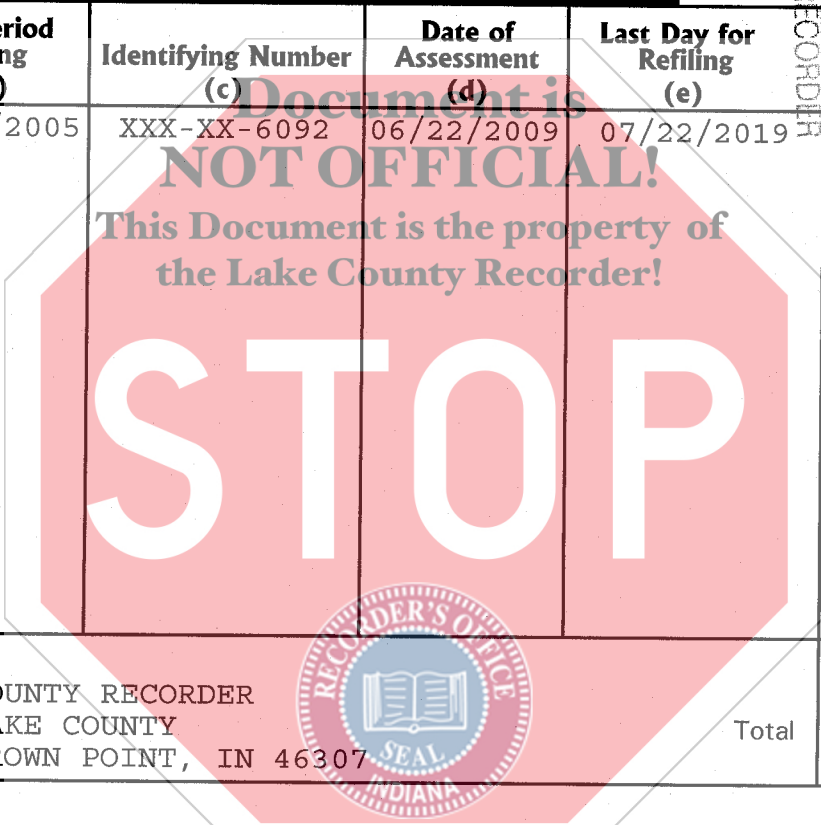 eriod
ng
)
Identifying Number
(c)
Date of
Assessment
(d)
Last Day for
Refiling
(e)
ECORDER
/2005 XXX-XX-6092 06/22/2009 07/22/2019
Document is
NOT OFFICIAL!
This Document is the property of
the Lake County Recorder!
STOP
RECORDER'S OFFICE
SEAL
INDIANA
OUNTY RECORDER
AKE COUNTY
ROWN POINT, IN 46307
Total